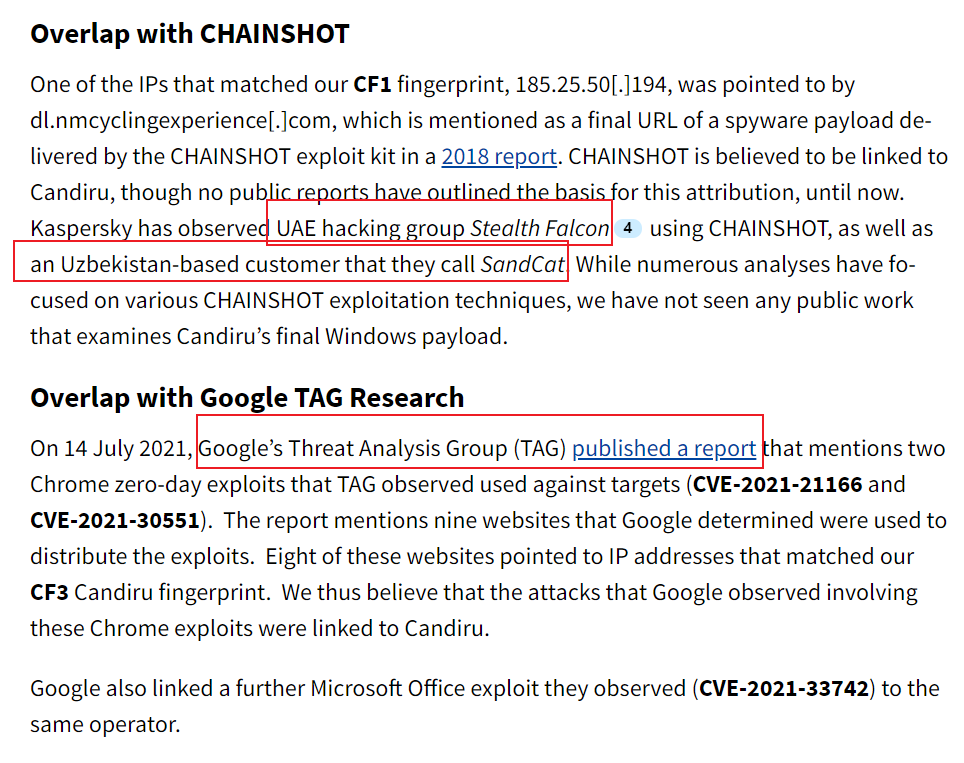 Overlap with CHAINSHOT
One of the IPs that matched our CF1 fingerprint, 185.25.50[.]194, was pointed to by
dl.nmcyclingexperience[.]com, which is mentioned as a final URL of a spyware payload de-
livered by the CHAINSHOT exploit kit in a 2018 report. CHAINSHOT is believed to be linked to
Candiru, though no public reports have outlined the basis for this attribution, until now.
Kaspersky has observed UAE hacking group Stealth Falcon 4 using CHAINSHOT, as well as
an Uzbekistan-based customer that they call SandCat. While numerous analyses have fo-
cused on various CHAINSHOT exploitation techniques, we have not seen any public work
that examines Candiru's final Windows payload.
Overlap with Google TAG Research
On 14 July 2021, Google's Threat Analysis Group (TAG) published a report that mentions two
Chrome zero-day exploits that TAG observed used against targets (CVE-2021-21166 and
CVE-2021-30551). The report mentions nine websites that Google determined were used to
distribute the exploits. Eight of these websites pointed to IP addresses that matched our
CF3 Candiru fingerprint. We thus believe that the attacks that Google observed involving
these Chrome exploits were linked to Candiru.
Google also linked a further Microsoft Office exploit they observed (CVE-2021-33742) to the
same operator.